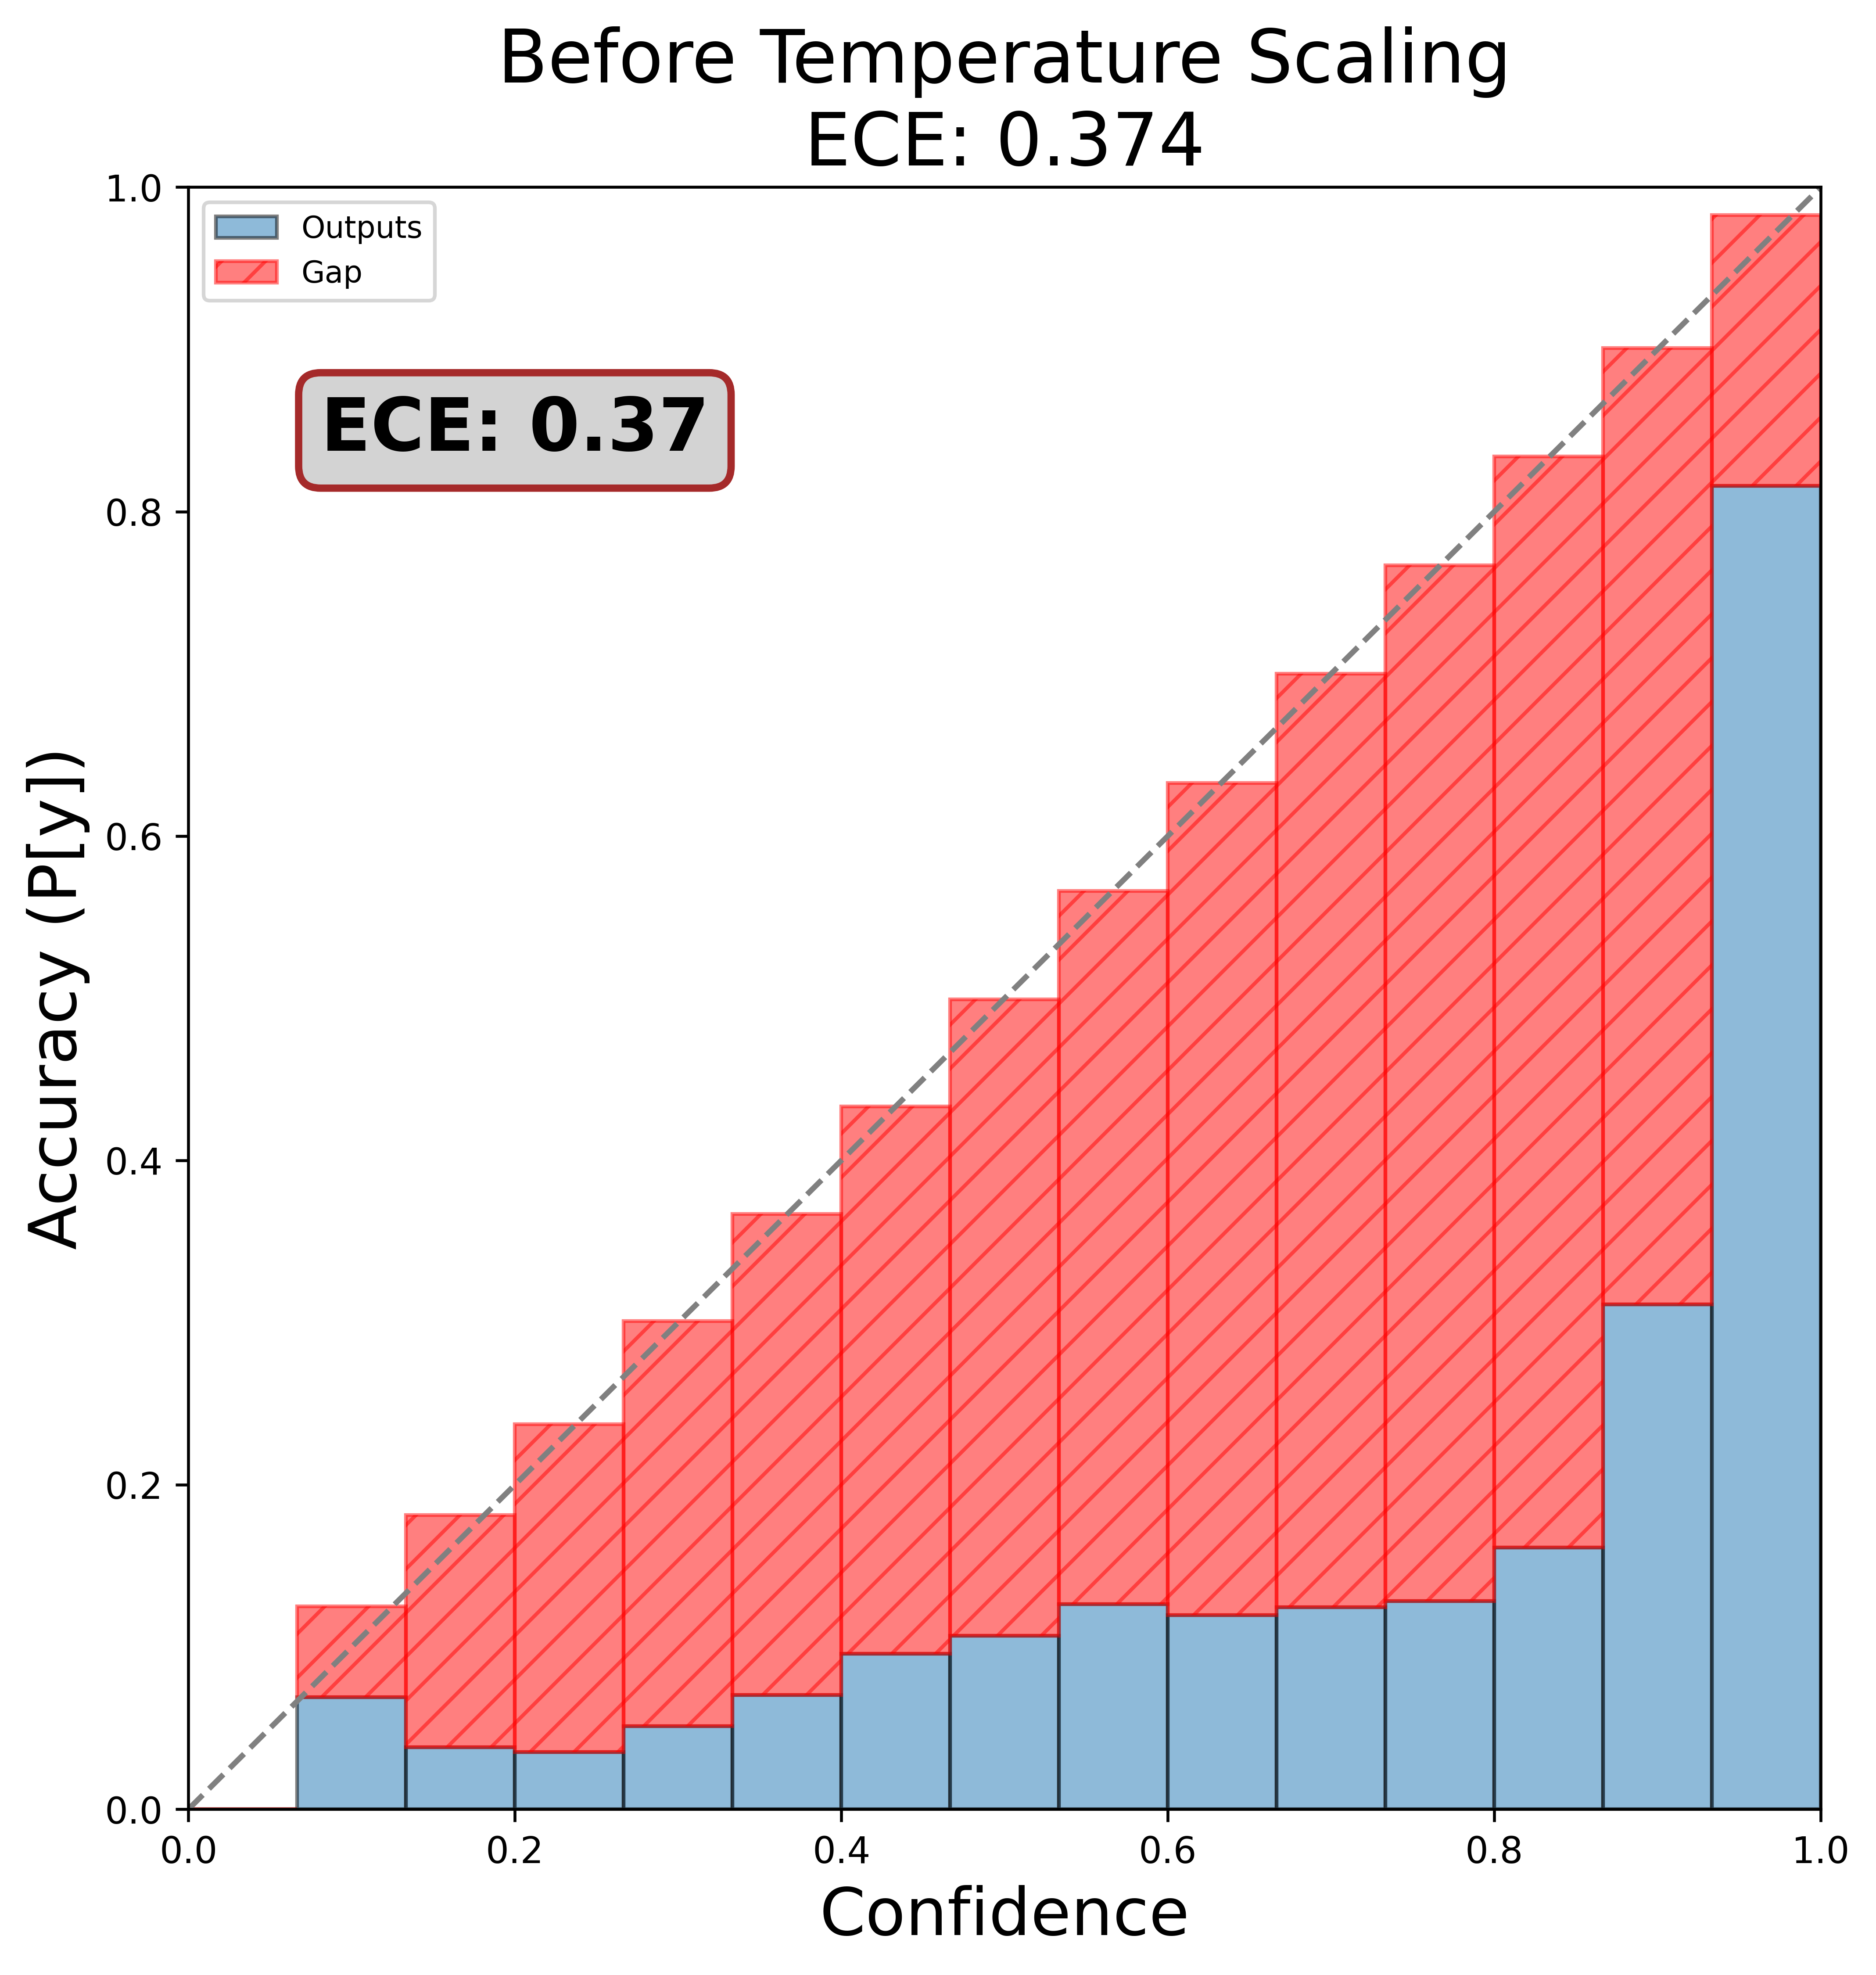 Before Temperature Scaling
ECE: 0.374
Outputs
Gap
ECE: 0.37
Accuracy (P[y])
1.0
0.8
0.6
0.4
0.2
0.0
0.0 0.2 0.4 0.6 0.8 1.0
Confidence